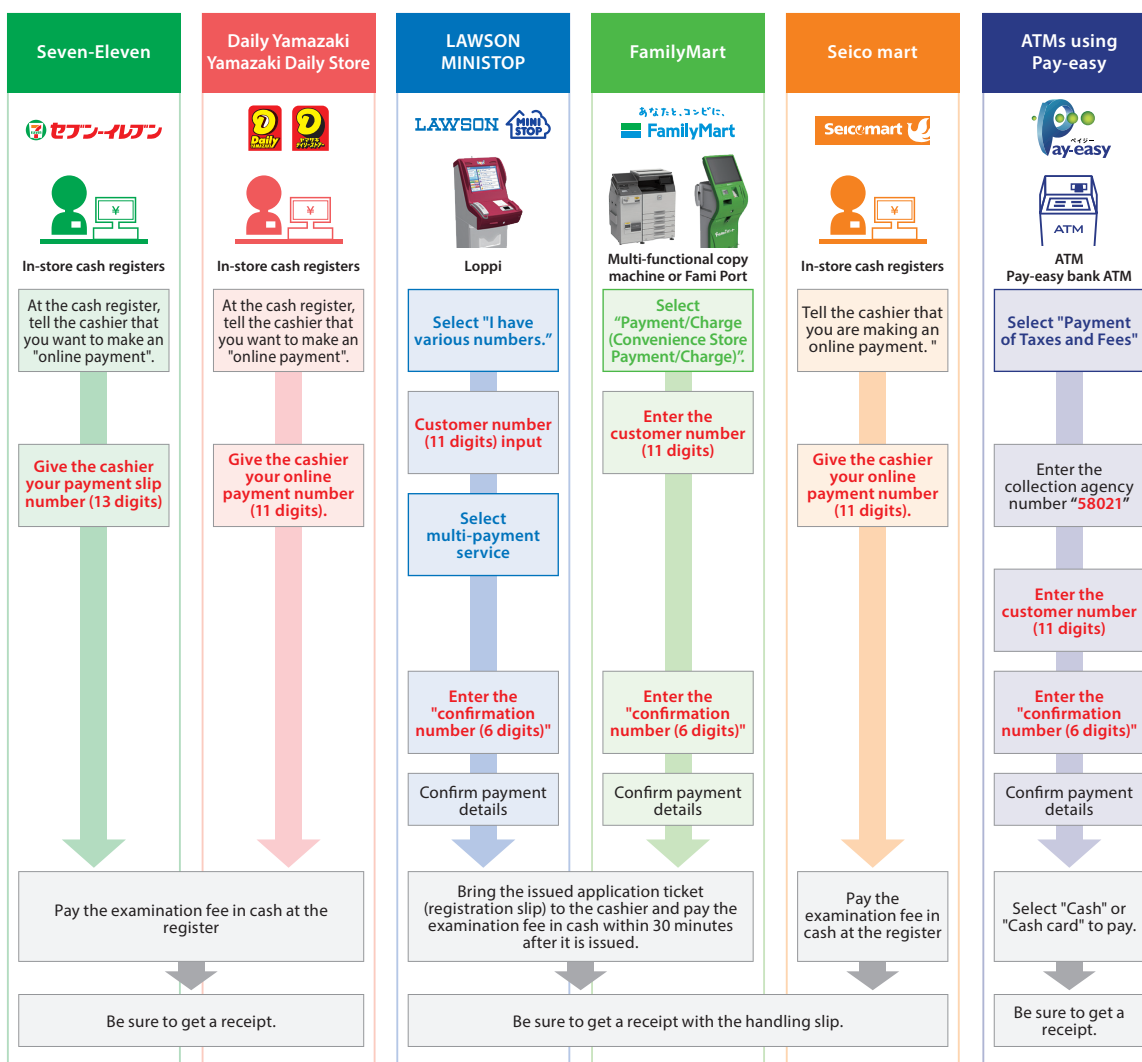 Seven-Eleven
セブン-イレブン
¥
In-store cash registers
At the cash register,
tell the cashier that
you want to make an
"online payment".
Give the cashier
your payment slip
number (13 digits)
Daily Yamazaki
Yamazaki Daily Store
Daily
YAMAZAKI
ヤマザキ
デイリーストアー
¥
In-store cash registers
At the cash register,
tell the cashier that
you want to make an
"online payment".
Give the cashier
your online
payment number
(11 digits).
Pay the examination fee in cash at the
register
Be sure to get a receipt.
LAWSON
MINISTOP
LAWSON
MINI
STOP
Loppi
Select "I have
various numbers.”
Customer number
(11 digits) input
Select
multi-payment
service
Enter the
"confirmation
number (6 digits)"
Confirm payment
details
FamilyMart
あなたと、コンビに、
FamilyMart
Multi-functional copy
machine or Fami Port
Select
“Payment/Charge
(Convenience Store
Payment/Charge)”.
Enter the
customer number
(11 digits)
Enter the
"confirmation
number (6 digits)"
Confirm payment
details
Bring the issued application ticket
(registration slip) to the cashier and pay the
examination fee in cash within 30 minutes
after it is issued.
Seico mart
Seicomart
¥
In-store cash registers
Tell the cashier that
you are making an
online payment. "
Give the cashier
your online
payment number
(11 digits).
Pay the
examination fee in
cash at the register
Be sure to get a receipt with the handling slip.
ATMs using
Pay-easy
ペイジー
Pay-easy
ATM
ATM
Pay-easy bank ATM
Select "Payment
of Taxes and Fees"
Enter the
collection agency
number “58021”
Enter the
customer number
(11 digits)
Enter the
"confirmation
number (6 digits)"
Confirm payment
details
Select "Cash" or
"Cash card" to pay.
Be sure to get a
receipt.